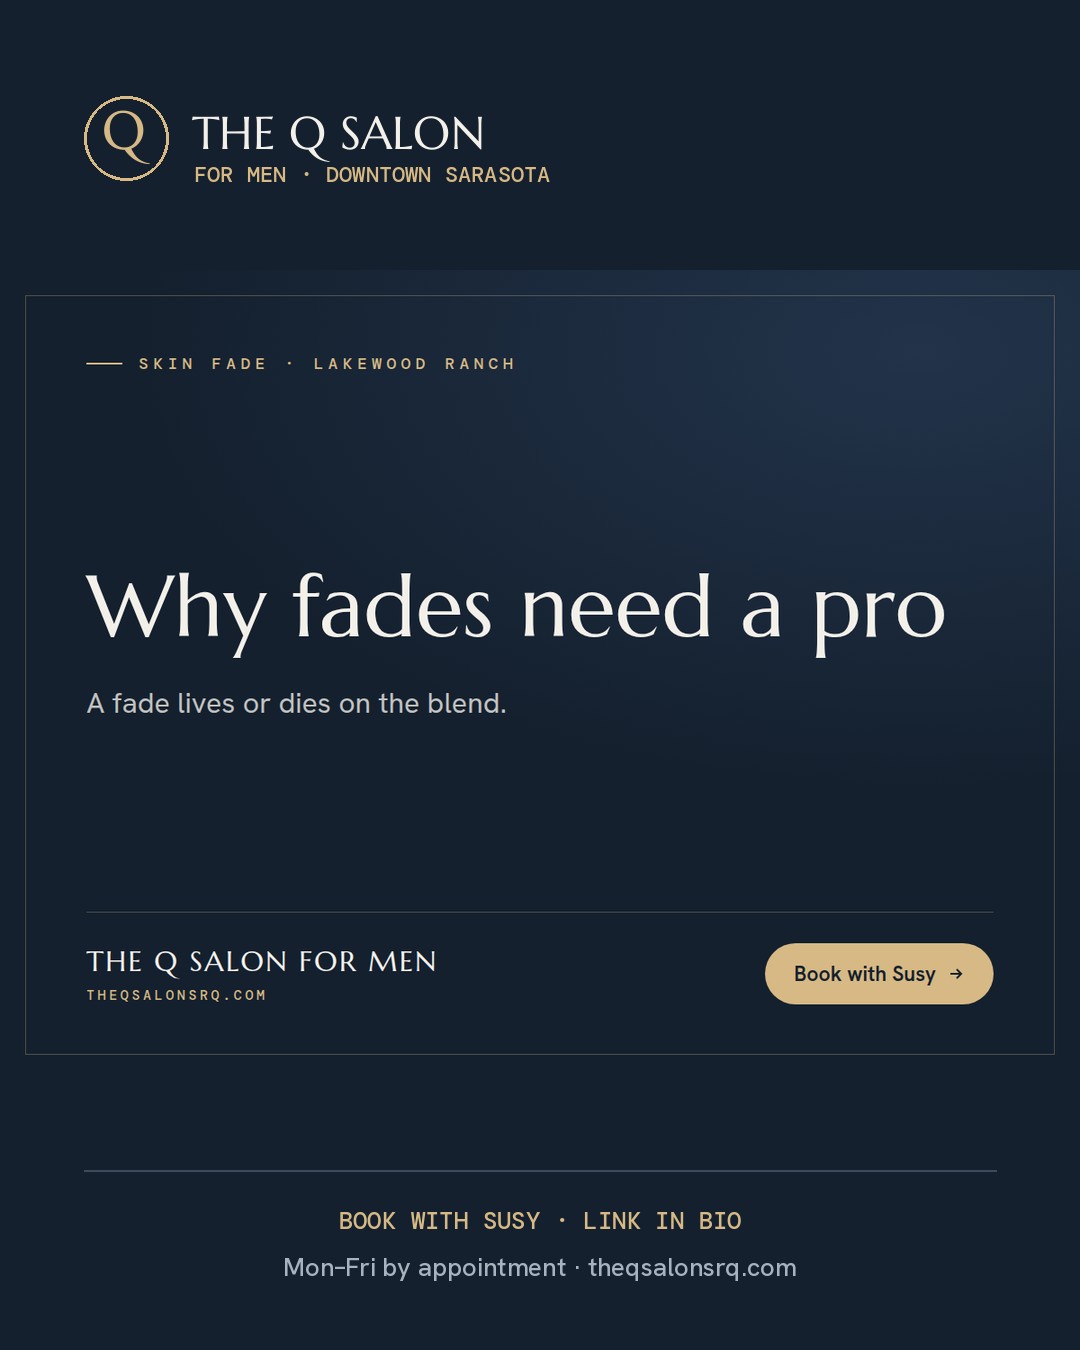 Q
THE Q SALON
FOR MEN · DOWNTOWN SARASOTA
SKIN FADE · LAKEWOOD RANCH
Why fades need a pro
A fade lives or dies on the blend.
THE Q SALON FOR MEN
THEQSALONSRQ.COM
Book with Susy →
BOOK WITH SUSY · LINK IN BIO
Mon–Fri by appointment · theqsalonsrq.com